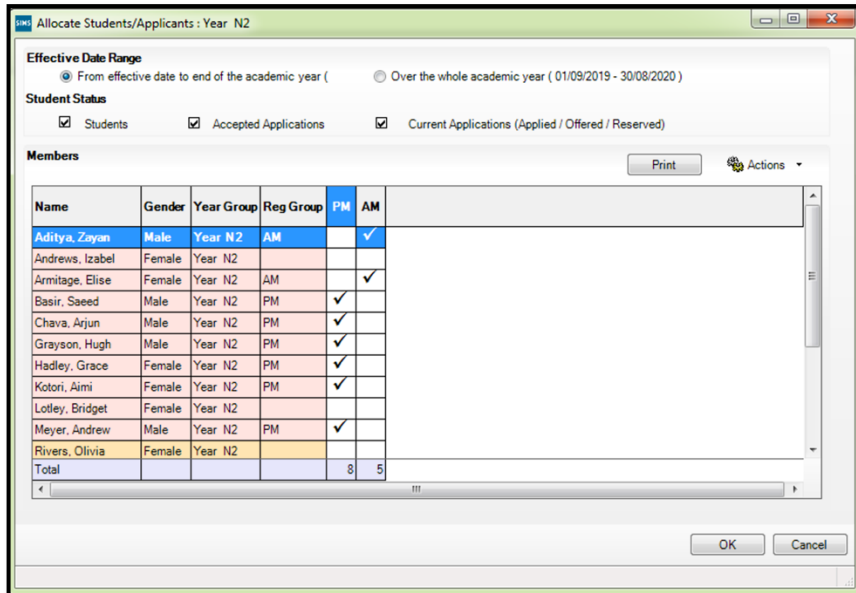 SIMS Allocate Students/Applicants : Year N2
Effective Date Range
From effective date to end of the academic year ( Over the whole academic year ( 01/09/2019 - 30/08/2020 )
Student Status
Students Accepted Applications Current Applications (Applied / Offered / Reserved)
Members
Print Actions
Name Gender Year Group Reg Group PM AM
Aditya, Zayan Male Year N2 AM ✓
Andrews, Izabel Female Year N2
Armitage, Elise Female Year N2 AM ✓
Basir, Saeed Male Year N2 PM ✓
Chava, Arjun Male Year N2 PM ✓
Grayson, Hugh Male Year N2 PM ✓
Hadley, Grace Female Year N2 PM ✓
Kotori, Aimi Female Year N2 PM ✓
Lotley, Bridget Female Year N2
Meyer, Andrew Male Year N2 PM ✓
Rivers, Olivia Female Year N2
Total 8 5
OK Cancel